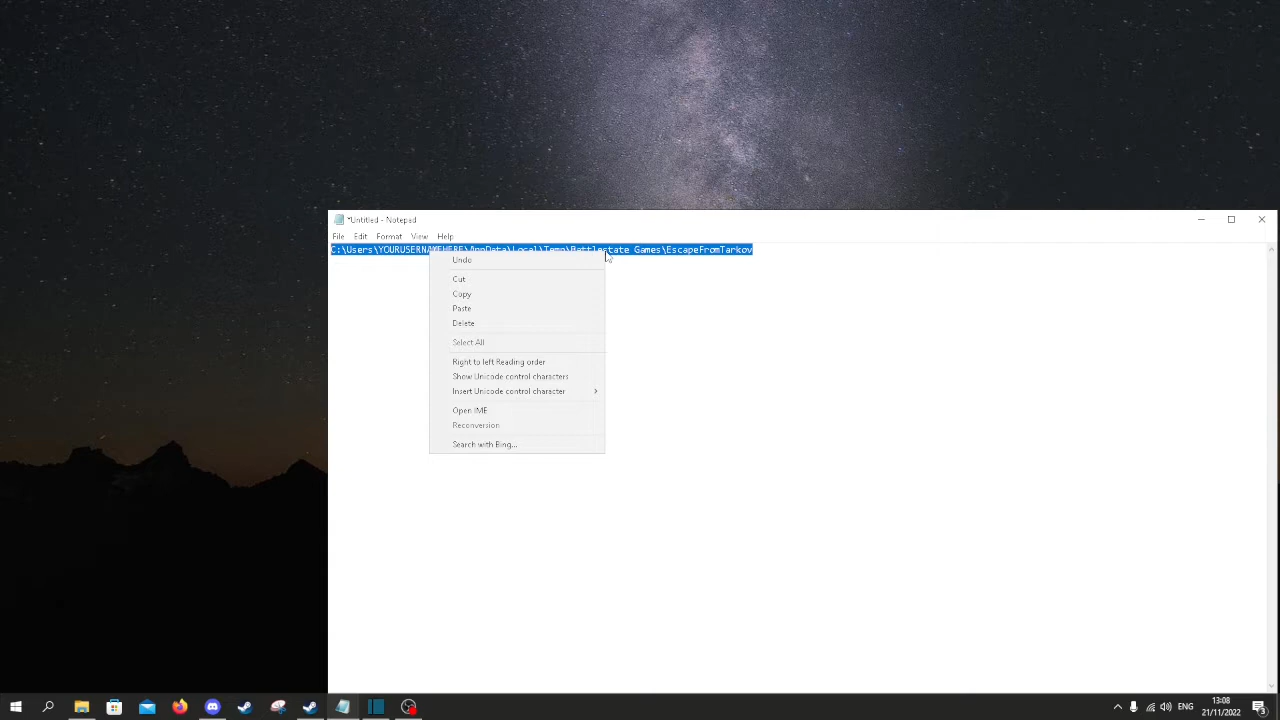 *Untitled - Notepad
File Edit Format View Help
C:\Users\YOURUSERNAMEHERE\AppData\Local\Temp\Battlestate Games\EscapeFromTarkov
Undo
Cut
Copy
Paste
Delete
Select All
Right to left Reading order
Show Unicode control characters
Insert Unicode control character
Open IME
Reconversion
Search with Bing...
ENG
13:08
21/11/2022